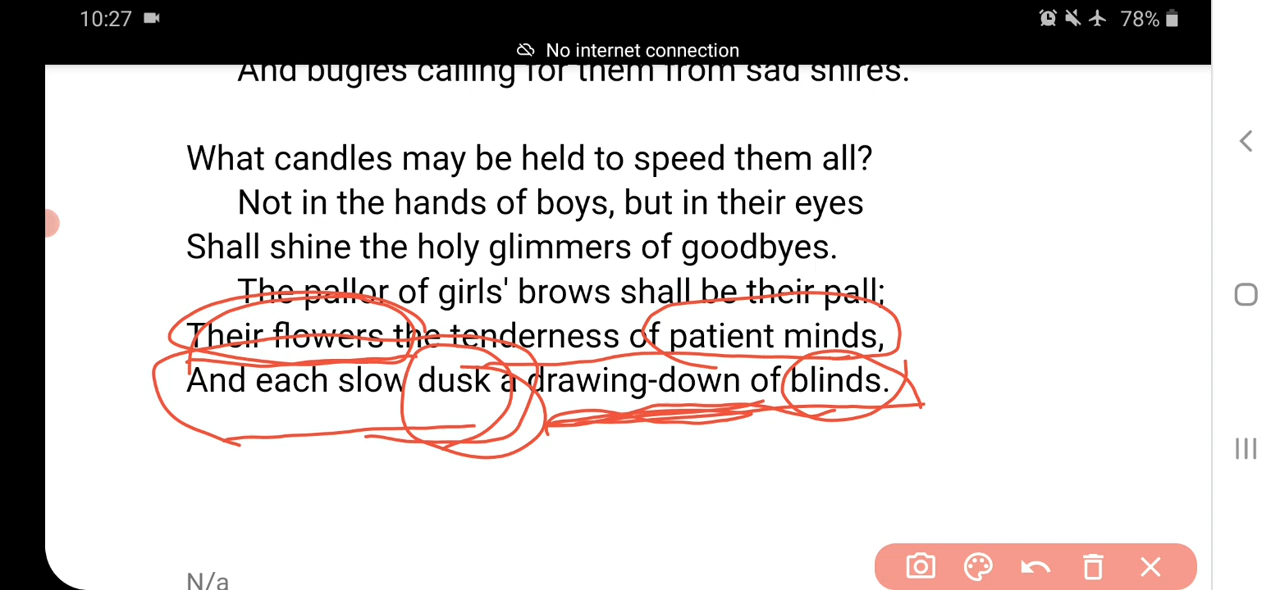 10:27
78%
No internet connection
And bugles calling for them from sad shires.
What candles may be held to speed them all?
Not in the hands of boys, but in their eyes
Shall shine the holy glimmers of goodbyes.
The pallor of girls' brows shall be their pall;
Their flowers the tenderness of patient minds,
And each slow dusk a drawing-down of blinds.
N/a